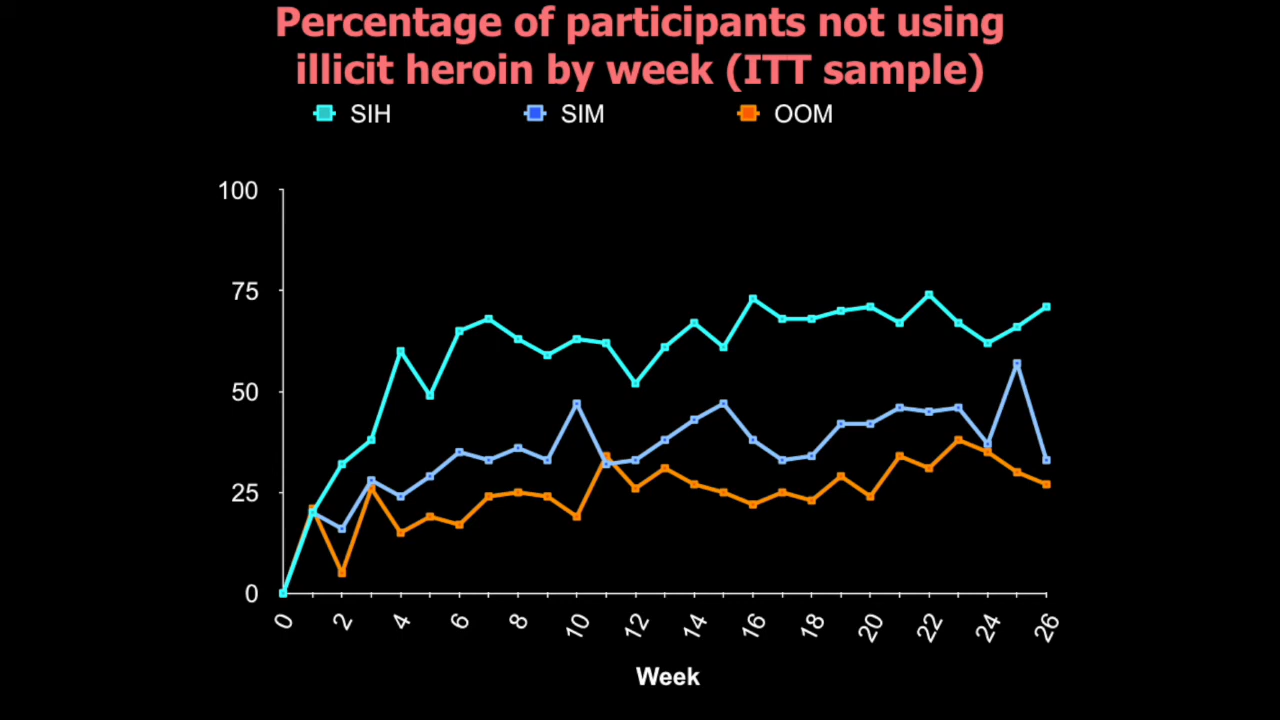 Percentage of participants not using
illicit heroin by week (ITT sample)
SIH SIM OOM
100
75
50
25
0
0 2 4 6 8 10 12 14 16 18 20 22 24 26
Week